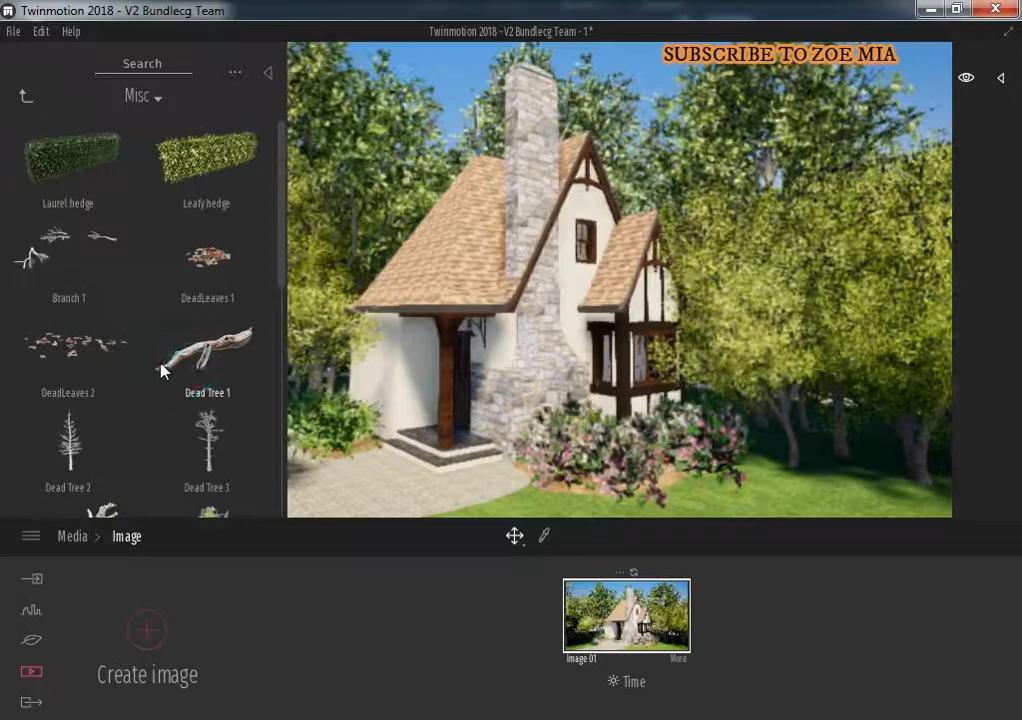 Twinmotion 2018 - V2 Bundlecg Team
File Edit Help
Twinmotion 2018 - V2 Bundlecg Team - 1*
SUBSCRIBE TO ZOE MIA
Search
Misc
Laurel hedge
Leafy hedge
Branch 1
DeadLeaves 1
DeadLeaves 2
Dead Tree 1
Dead Tree 2
Dead Tree 3
Media > Image
Create image
Image 01
More
Time